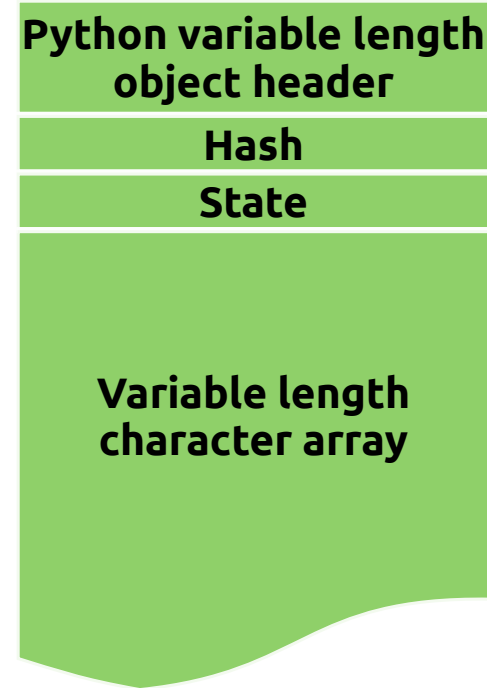 Python variable length
object header
Hash
State
Variable length
character array